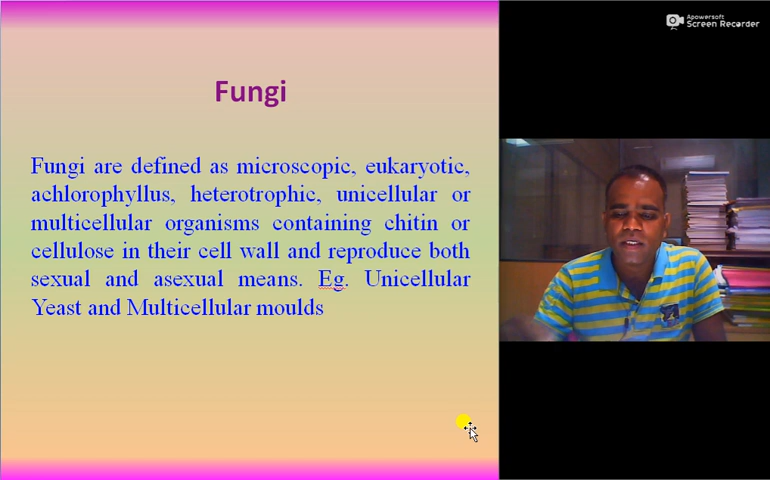 Apowersoft
Screen Recorder
Fungi
Fungi are defined as microscopic, eukaryotic,
achlorophyllus, heterotrophic, unicellular or
multicellular organisms containing chitin or
cellulose in their cell wall and reproduce both
sexual and asexual means. Eg. Unicellular
Yeast and Multicellular moulds